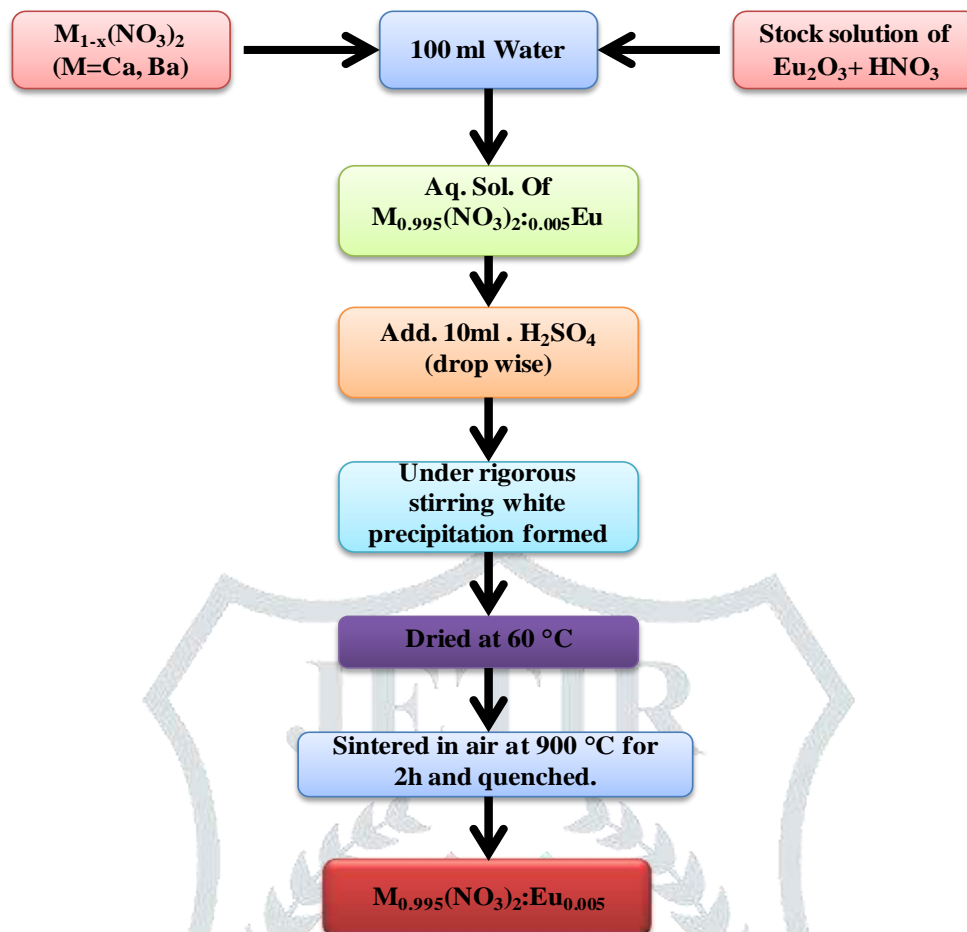 M₁₋ₓ(NO₃)₂
(M=Ca, Ba)
100 ml Water
Stock solution of
Eu₂O₃+ HNO₃
Aq. Sol. Of
M₀.₉₉₅(NO₃)₂:₀.₀₀₅Eu
Add. 10ml . H₂SO₄
(drop wise)
Under rigorous
stirring white
precipitation formed
Dried at 60 °C
JETIR
Sintered in air at 900 °C for
2h and quenched.
M₀.₉₉₅(NO₃)₂:Eu₀.₀₀₅